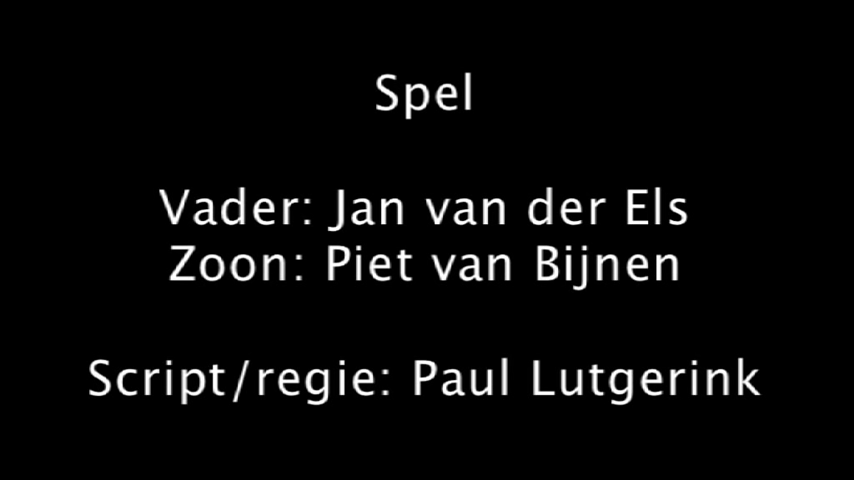 Spel
Vader: Jan van der Els
Zoon: Piet van Bijnen
Script/regie: Paul Lutgerink